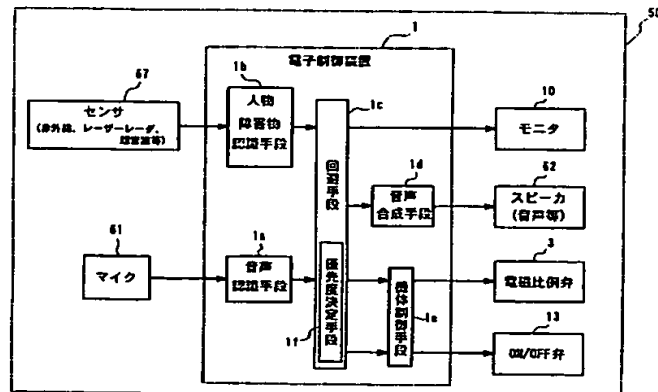 50
1
電子制御装置
67
センサ
(赤外線、レーザーレーダ、
超音波等)
1b
人物
障害物
認識手段
1c
回避手段
10
モニタ
1d
音声
合成手段
62
スピーカ
(音声等)
61
マイク
1a
音声
認識手段
優先度決定手段
1f
機体制御手段
1e
3
電磁比例弁
13
ON/OFF弁